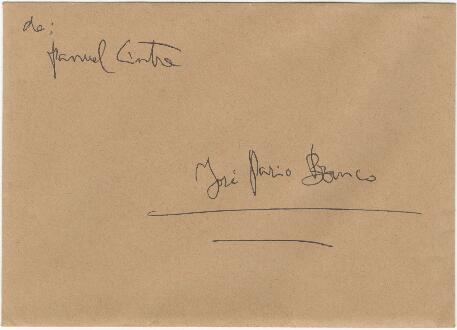 de:
Manuel Cintra
José Mário Branco